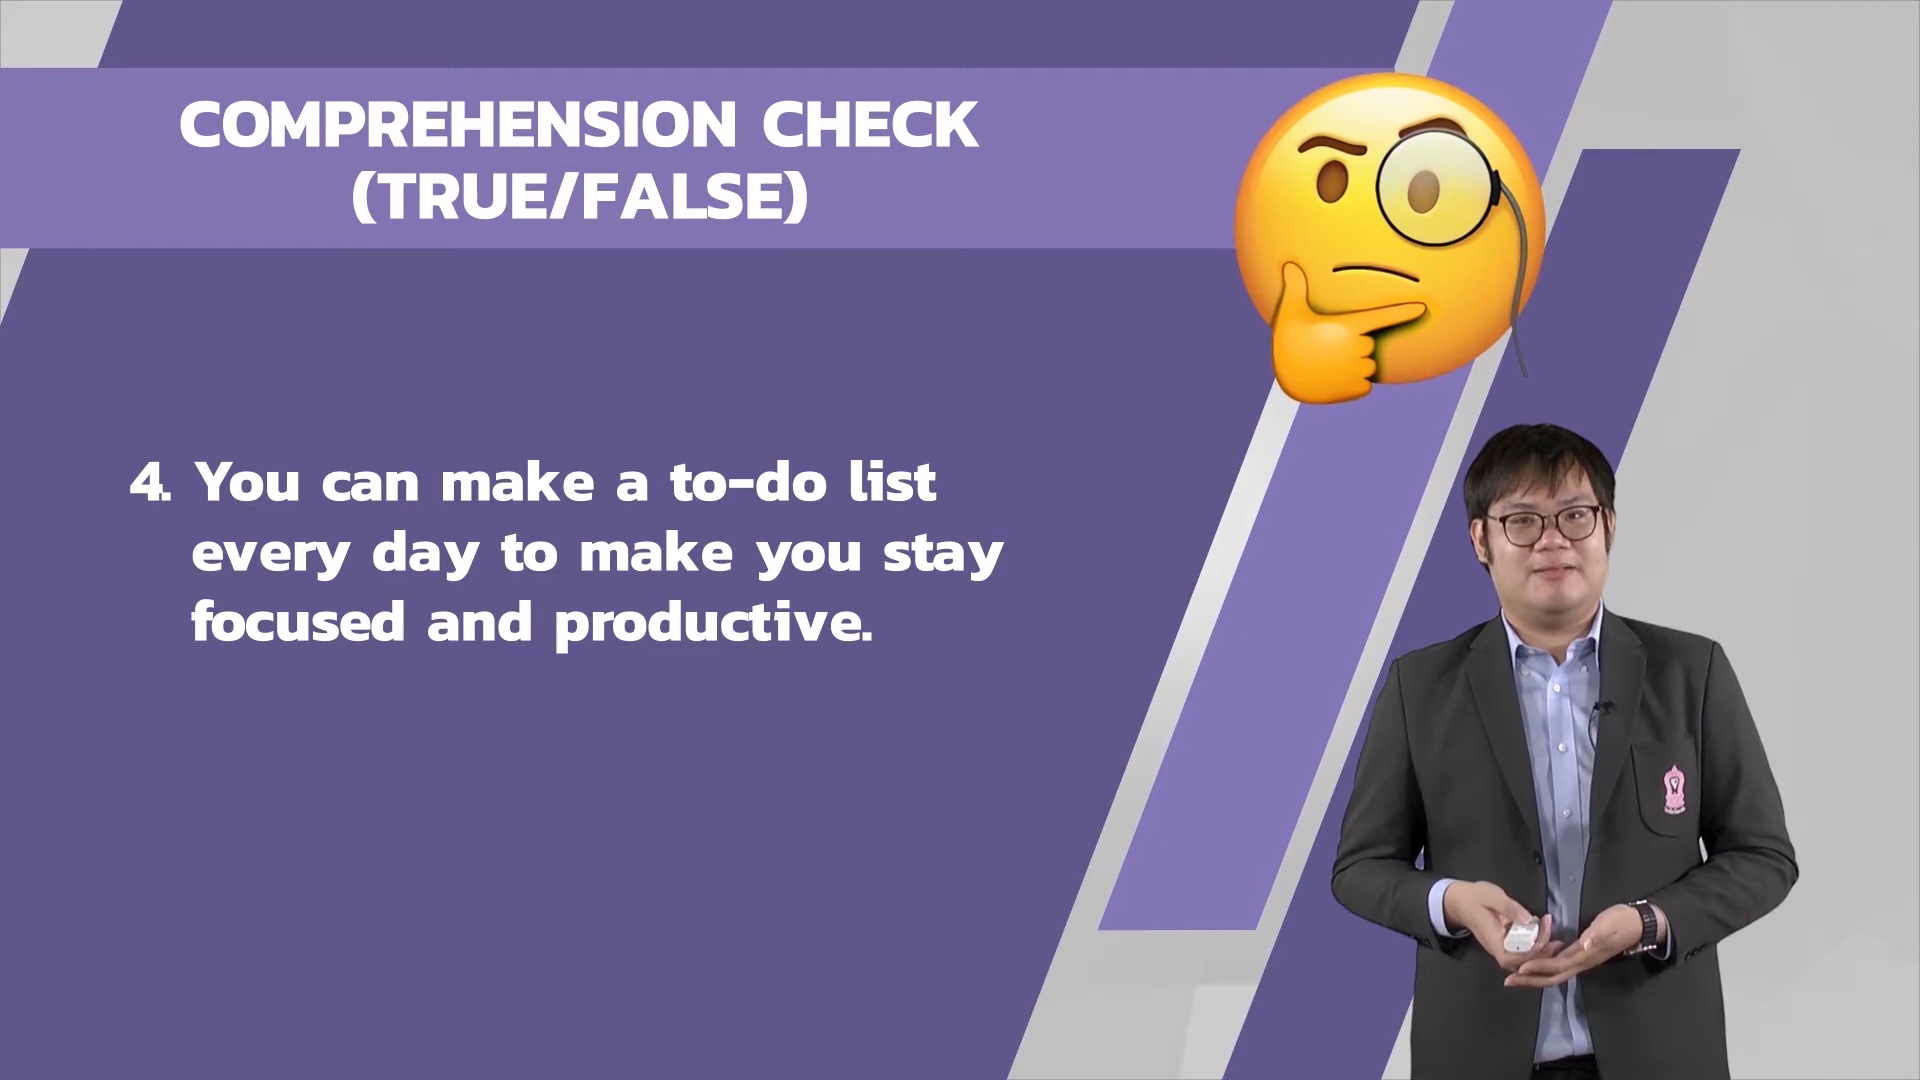 COMPREHENSION CHECK
(TRUE/FALSE)
4. You can make a to-do list
every day to make you stay
focused and productive.